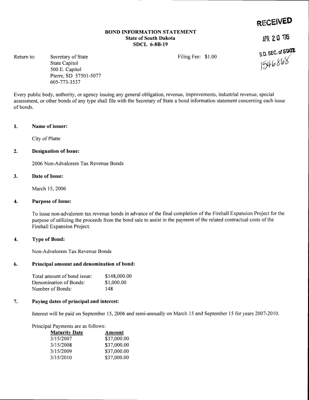 RECEIVED
APR 20 '06
S.D. SEC. of STATE
1546868
BOND INFORMATION STATEMENT
State of South Dakota
SDCL 6-8B-19
Return to: Secretary of State Filing Fee: $1.00
State Capitol
500 E. Capitol
Pierre, SD 57501-5077
605-773-3537
Every public body, authority, or agency issuing any general obligation, revenue, improvements, industrial revenue, special
assessment, or other bonds of any type shall file with the Secretary of State a bond information statement concerning each issue
of bonds.
1. Name of issuer:
City of Platte
2. Designation of Issue:
2006 Non-Advalorem Tax Revenue Bonds
3. Date of Issue:
March 15, 2006
4. Purpose of Issue:
To issue non-advalorem tax revenue bonds in advance of the final completion of the Firehall Expansion Project for the
purpose of utilizing the proceeds from the bond sale to assist in the payment of the related contractual costs of the
Firehall Expansion Project.
4. Type of Bond:
Non-Advalorem Tax Revenue Bonds
6. Principal amount and denomination of bond:
Total amount of bond issue: $148,000.00
Denomination of Bonds: $1,000.00
Number of Bonds: 148
7. Paying dates of principal and interest:
Interest will be paid on September 15, 2006 and semi-annually on March 15 and September 15 for years 2007-2010.
Principal Payments are as follows:
Maturity Date Amount
3/15/2007 $37,000.00
3/15/2008 $37,000.00
3/15/2009 $37,000.00
3/15/2010 $37,000.00